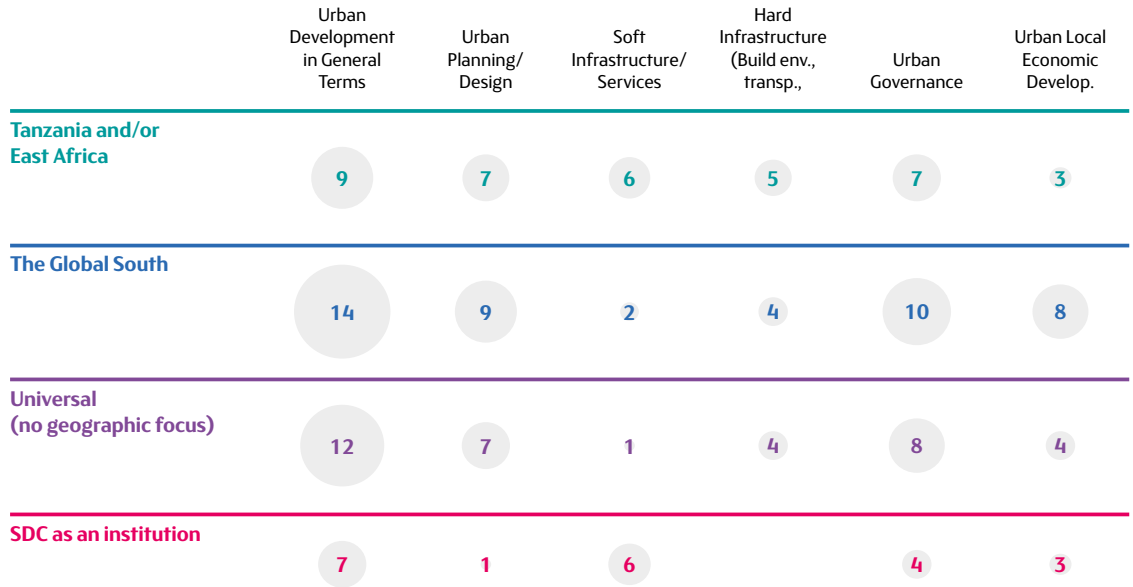 Urban
Development
in General
Terms
Urban
Planning/
Design
Soft
Infrastructure/
Services
Hard
Infrastructure
(Build env.,
transp.,
Urban
Governance
Urban Local
Economic
Develop.
Tanzania and/or
East Africa
9 7 6 5 7 3
The Global South
14 9 2 4 10 8
Universal
(no geographic focus)
12 7 1 4 8 4
SDC as an institution
7 1 6 4 3